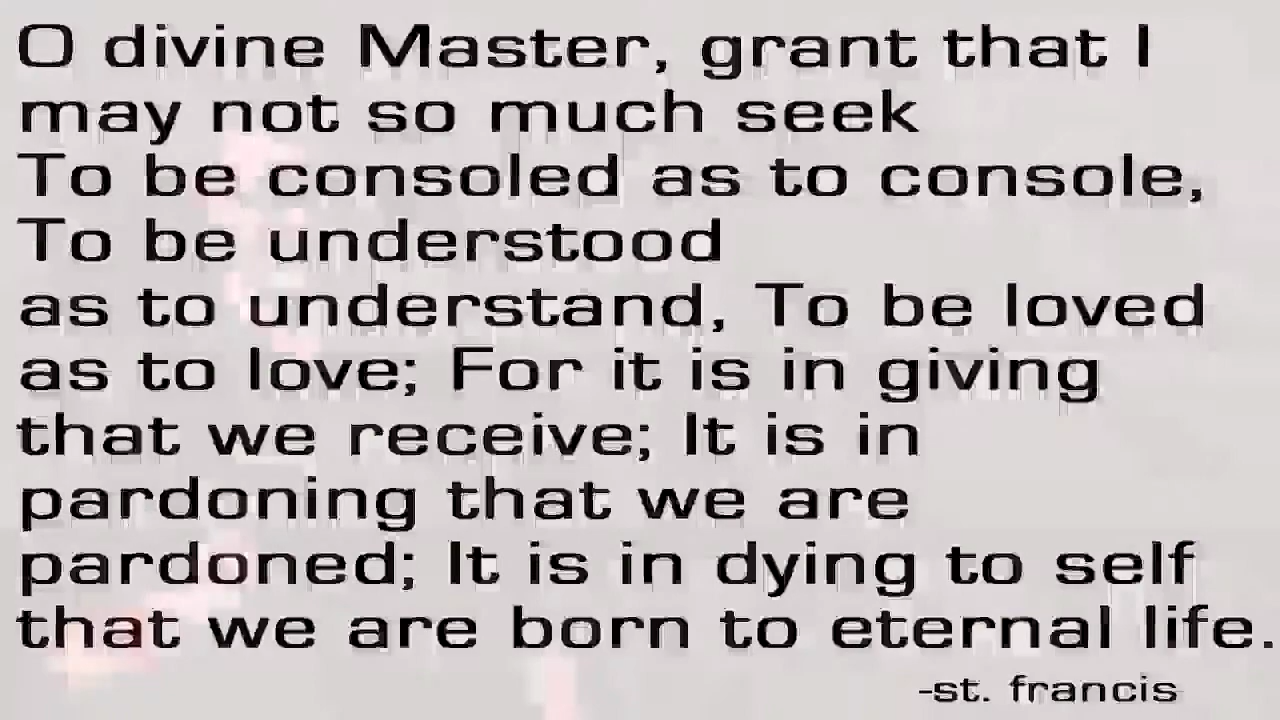 O divine Master, grant that I
may not so much seek
To be consoled as to console,
To be understood
as to understand, To be loved
as to love; For it is in giving
that we receive; It is in
pardoning that we are
pardoned; It is in dying to self
that we are born to eternal life.
-st. francis